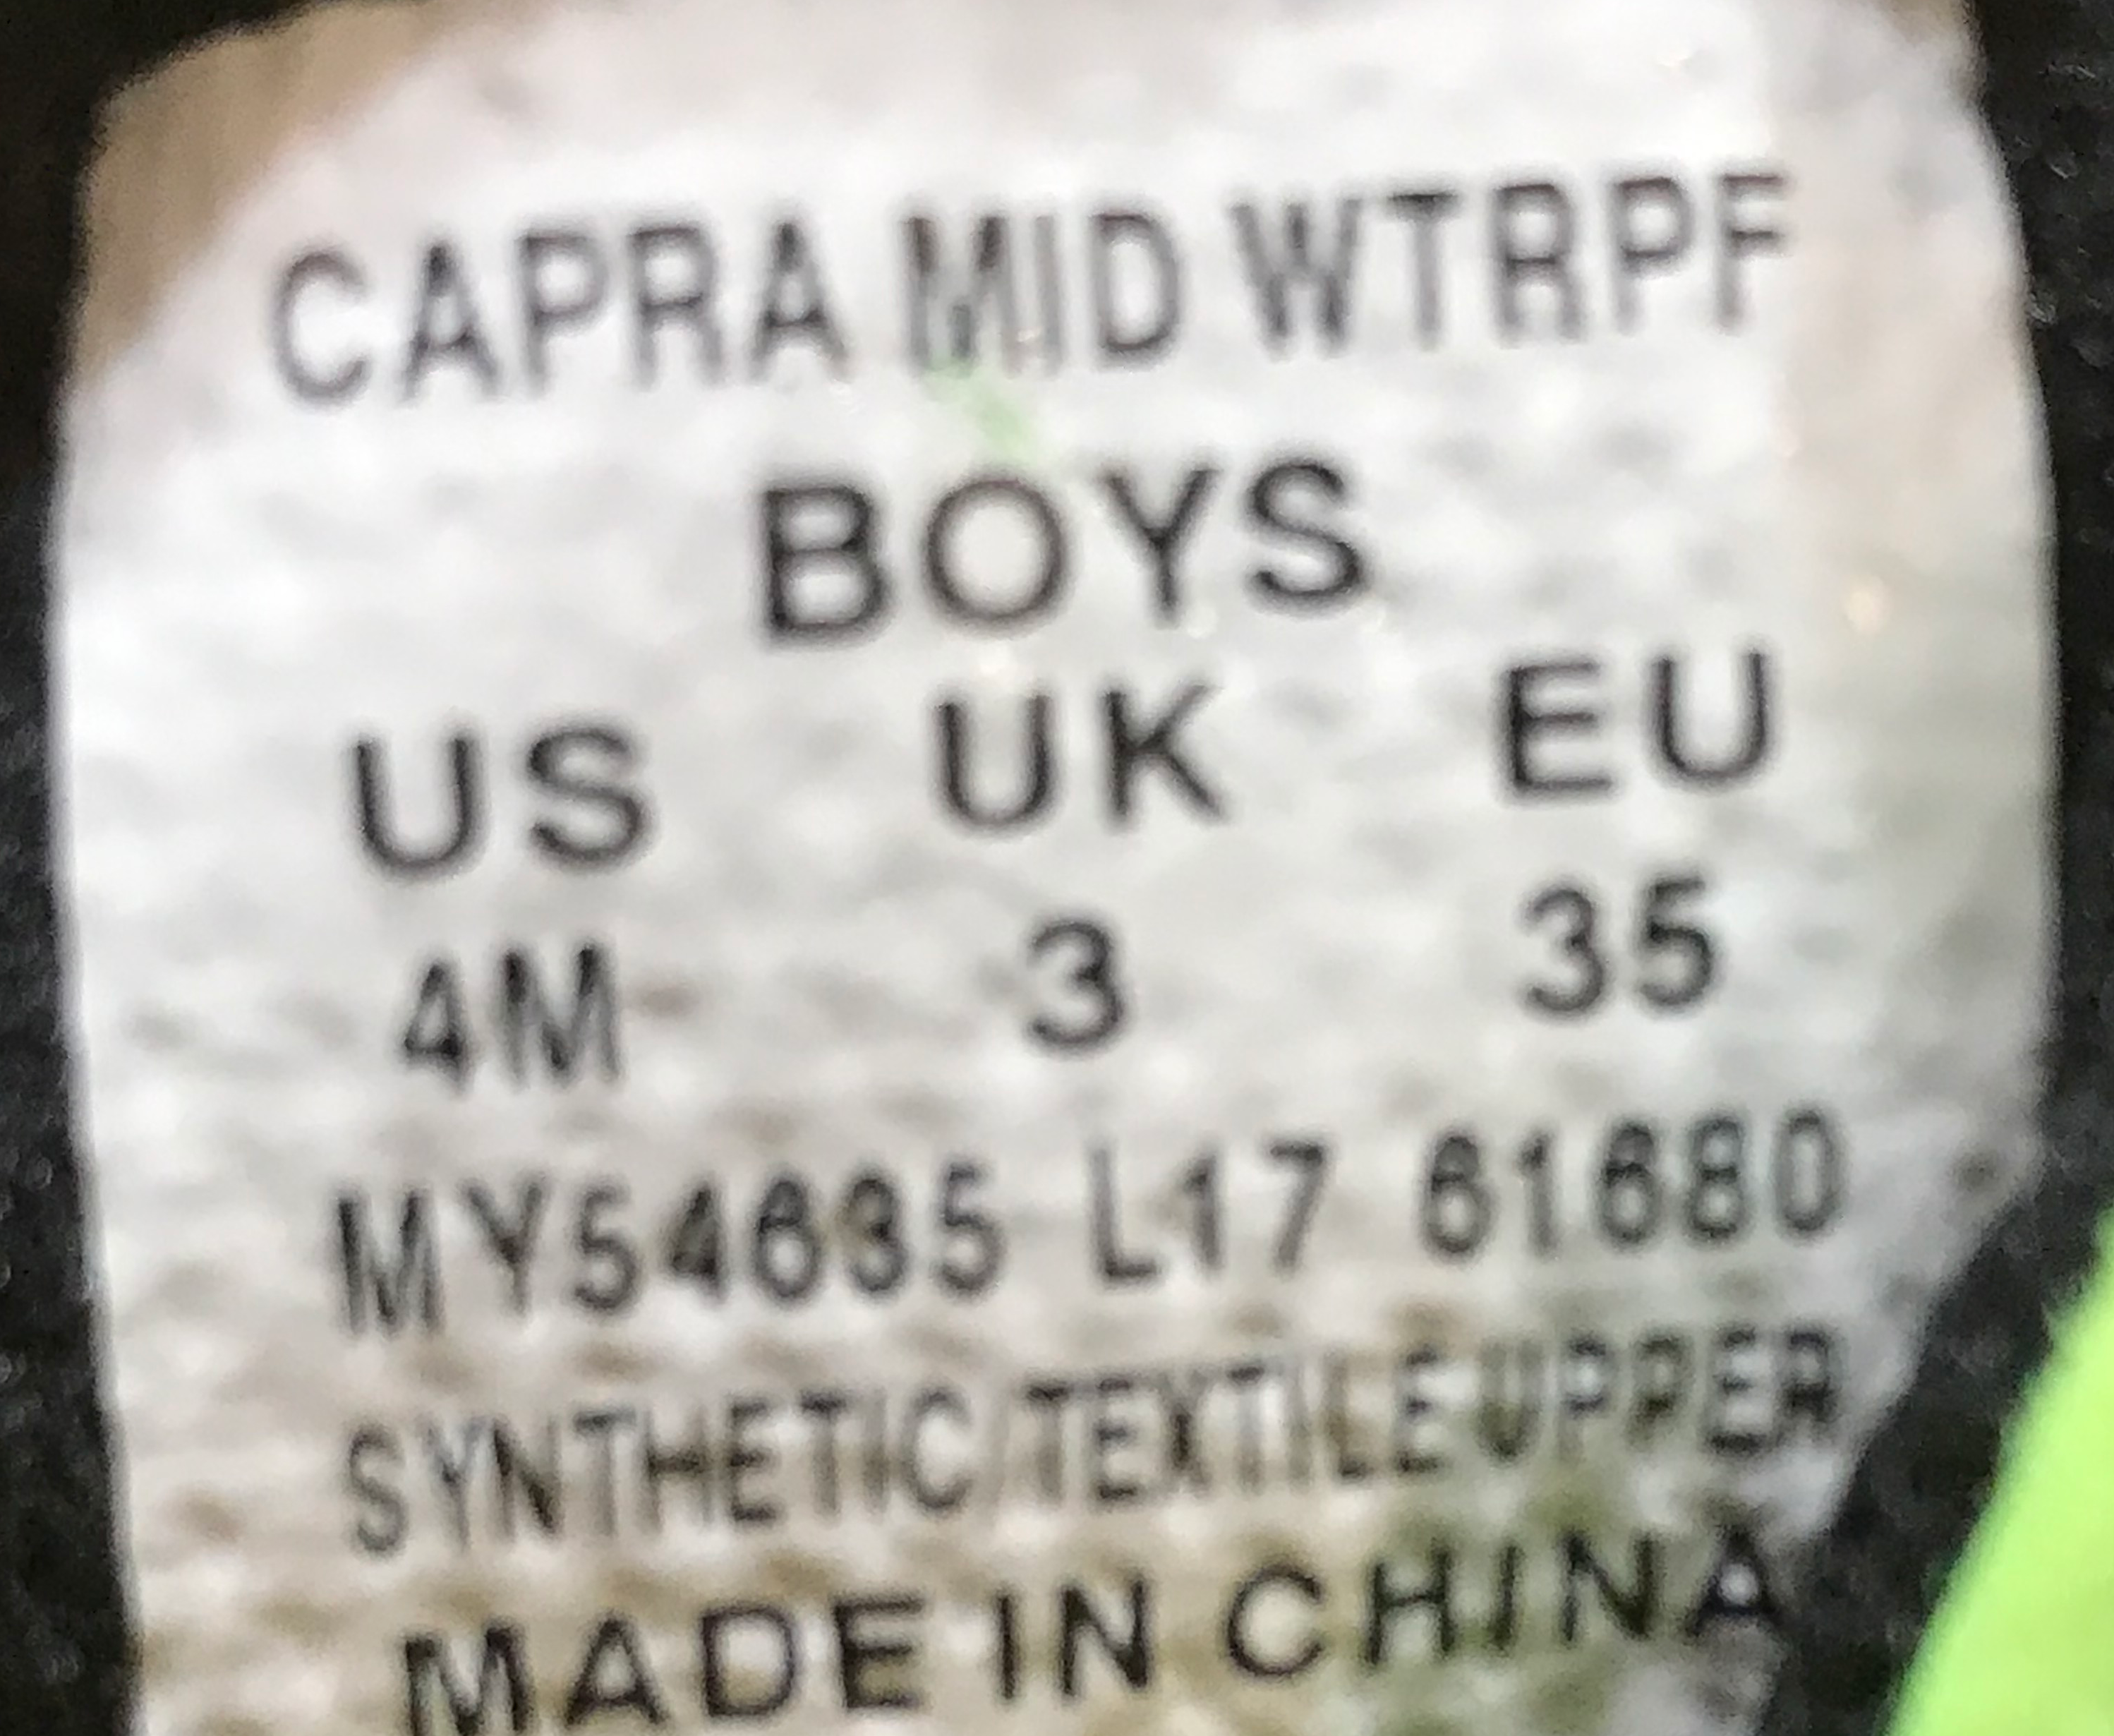 CAPRA MID WTRPF
BOYS
US UK EU
4M 3 35
MY54635 L17 61680
SYNTHETIC/TEXTILE UPPER
MADE IN CHINA